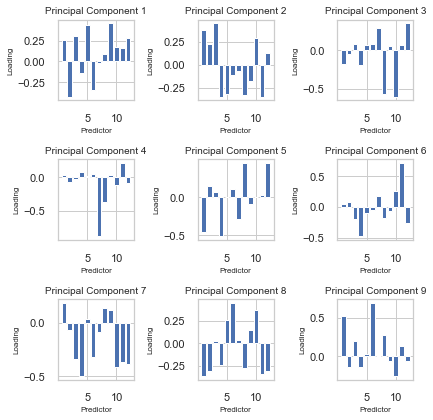 Principal Component 1 Principal Component 2 Principal Component 3
Loading 0.25 0.00 −0.25 Loading 0.25 0.00 −0.25 Loading 0.0 −0.5
5 10 5 10 5 10
Predictor Predictor Predictor
Principal Component 4 Principal Component 5 Principal Component 6
Loading 0.0 −0.5 Loading 0.0 −0.5 Loading 0.5 0.0 −0.5
5 10 5 10 5 10
Predictor Predictor Predictor
Principal Component 7 Principal Component 8 Principal Component 9
Loading 0.0 −0.5 Loading 0.25 0.00 −0.25 Loading 0.5 0.0
5 10 5 10 5 10
Predictor Predictor Predictor